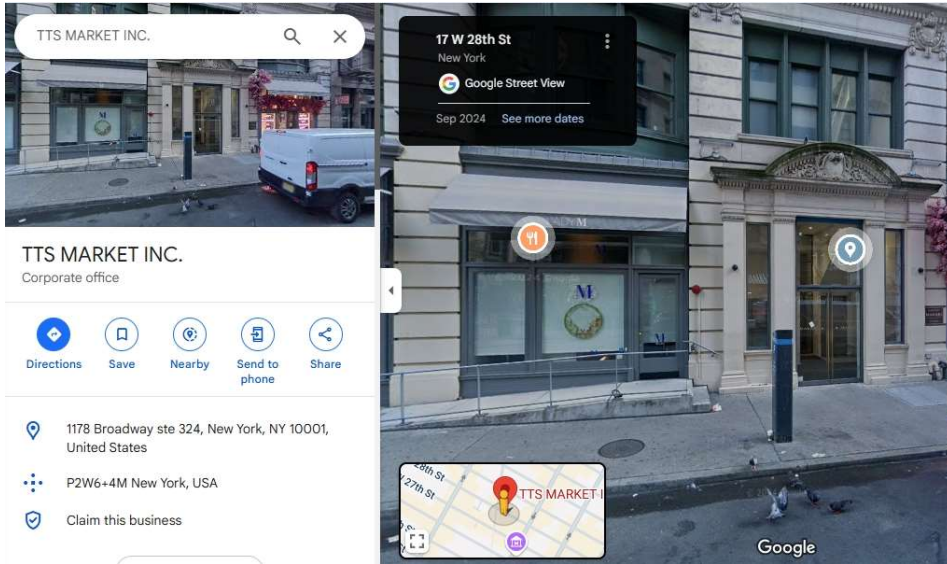 TTS MARKET INC.
TTS MARKET INC.
Corporate office
Directions
Save
Nearby
Send to
phone
Share
1178 Broadway ste 324, New York, NY 10001,
United States
P2W6+4M New York, USA
Claim this business
17 W 28th St
New York
Google Street View
Sep 2024 See more dates
M
M
M
28th St
27th St
TTS MARKET I
Google